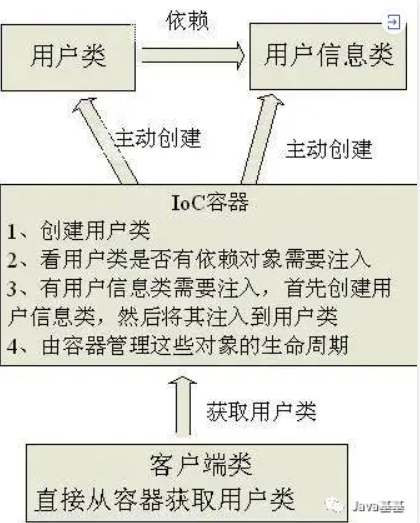 依赖
用户类
用户信息类
主动创建
主动创建
IoC容器
1、创建用户类
2、看用户类是否有依赖对象需要注入
3、有用户信息类需要注入，首先创建用
户信息类，然后将其注入到用户类
4、由容器管理这些对象的生命周期
获取用户类
客户端类
直接从容器获取用户类
Java基基